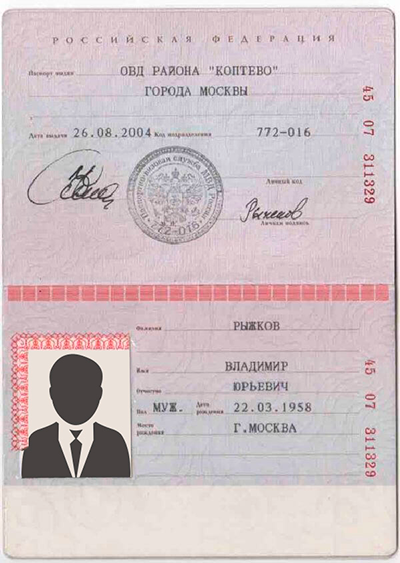 РОССИЙСКАЯ ФЕДЕРАЦИЯ
Паспорт выдан ОВД РАЙОНА "КОПТЕВО"
ГОРОДА МОСКВЫ
Дата выдачи 26.08.2004 Код подразделения 772-016
45 07 311329
Личный код
772-016
Рыжков
Личная подпись
Фамилия РЫЖКОВ
Имя ВЛАДИМИР
Отчество ЮРЬЕВИЧ
Пол МУЖ. Дата рождения 22.03.1958
Место рождения Г.МОСКВА
45 07 311329